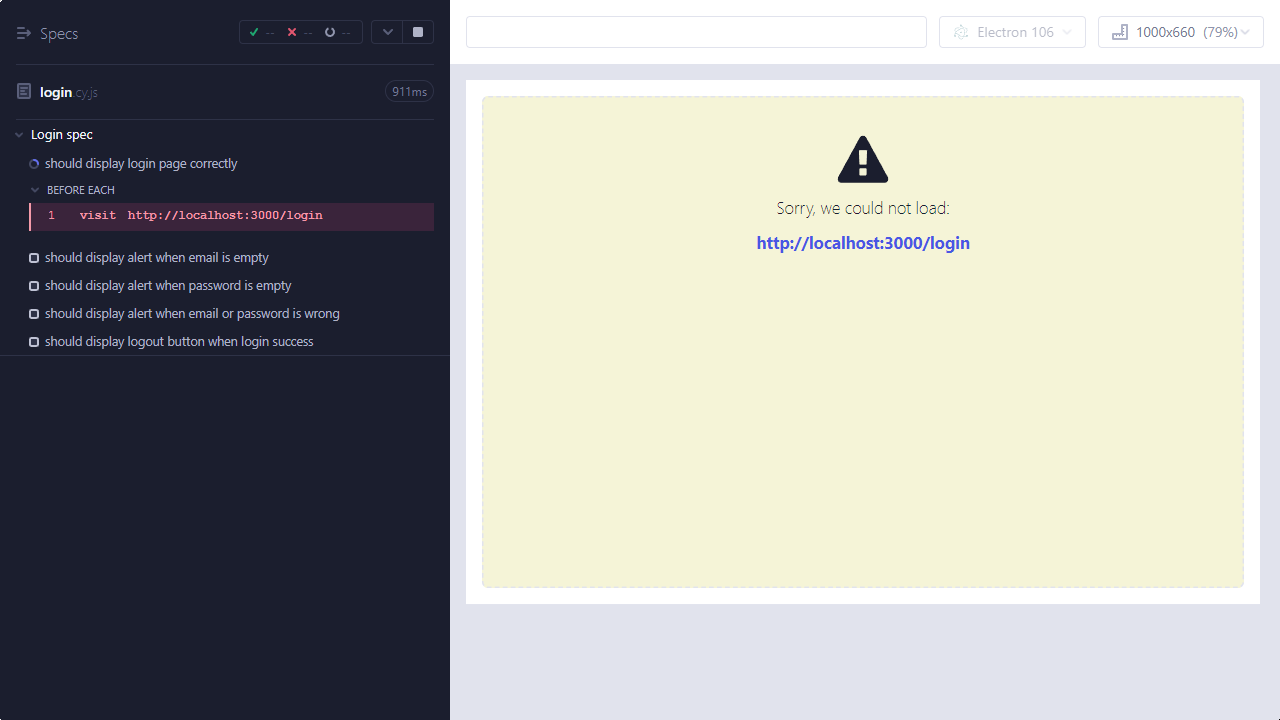 Specs
--
--
--
login.cy.js
911ms
Login spec
should display login page correctly
BEFORE EACH
1 visit http://localhost:3000/login
should display alert when email is empty
should display alert when password is empty
should display alert when email or password is wrong
should display logout button when login success
Electron 106
1000x660 (79%)
Sorry, we could not load:
http://localhost:3000/login